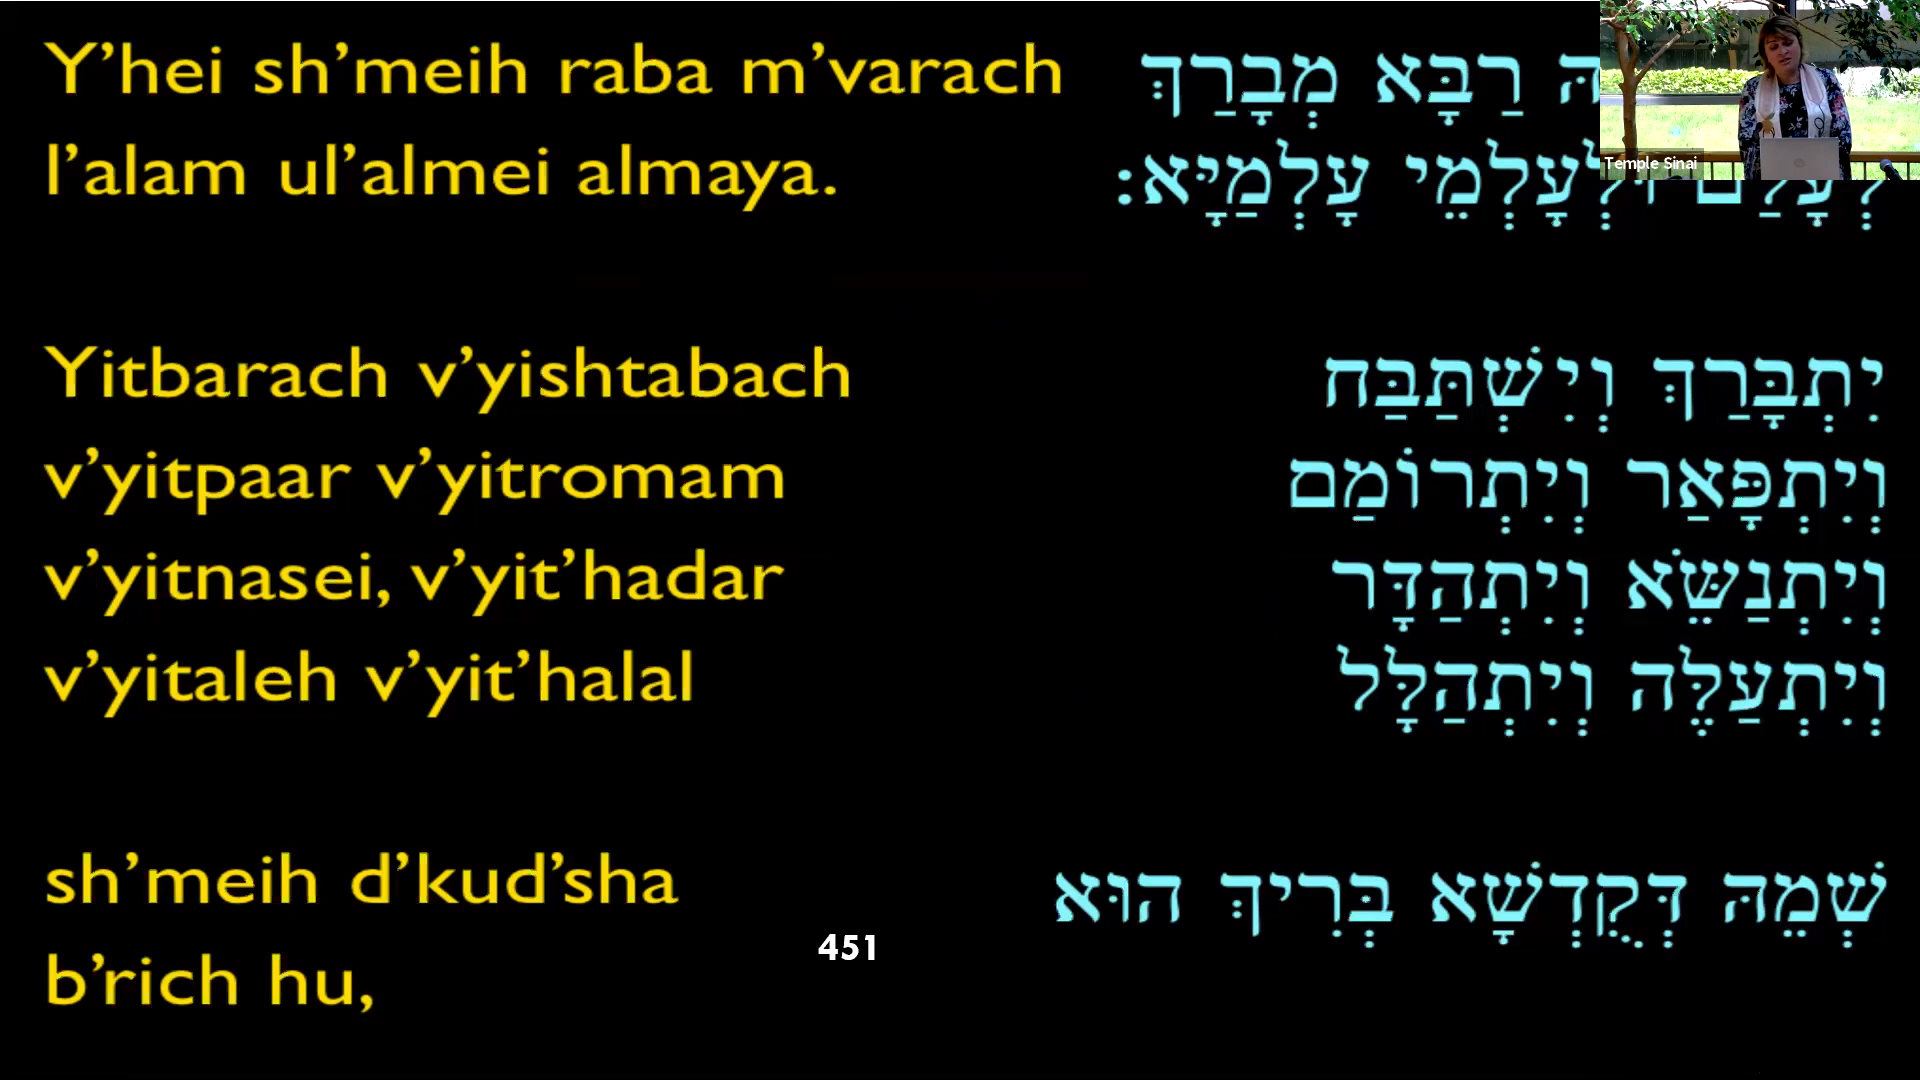 Y’hei sh’meih raba m’varach
l’alam ul’almei almaya.
רַבָּא מְבָרַךְ
לְעָלַם וּלְעָלְמֵי עָלְמַיָּא:
Temple Sinai
Yitbarach v’yishtabach
v’yitpaar v’yitromam
v’yitnasei, v’yit’hadar
v’yitaleh v’yit’halal
יִתְבָּרַךְ וְיִשְׁתַּבַּח
וְיִתְפָּאַר וְיִתְרוֹמַם
וְיִתְנַשֵּׂא וְיִתְהַדָּר
וְיִתְעַלֶּה וְיִתְהַלָּל
sh’meih d’kud’sha
b’rich hu,
שְׁמֵהּ דְּקֻדְשָׁא בְּרִיךְ הוּא
451